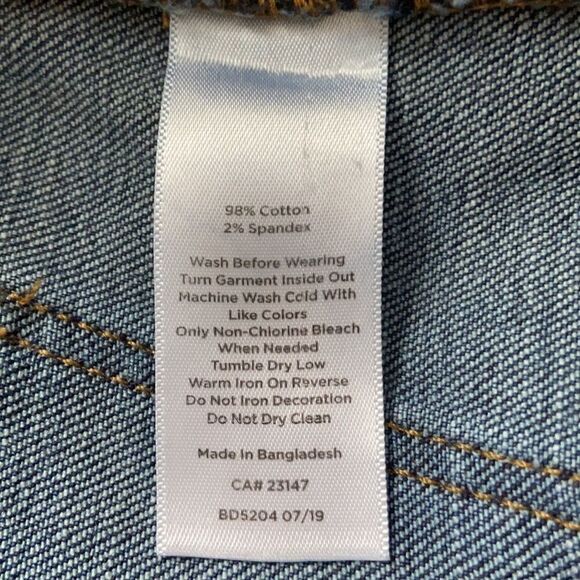 98% Cotton
2% Spandex
Wash Before Wearing
Turn Garment Inside Out
Machine Wash Cold With
Like Colors
Only Non-Chlorine Bleach
When Needed
Tumble Dry Low
Warm Iron On Reverse
Do Not Iron Decoration
Do Not Dry Clean
Made In Bangladesh
CA# 23147
BD5204 07/19